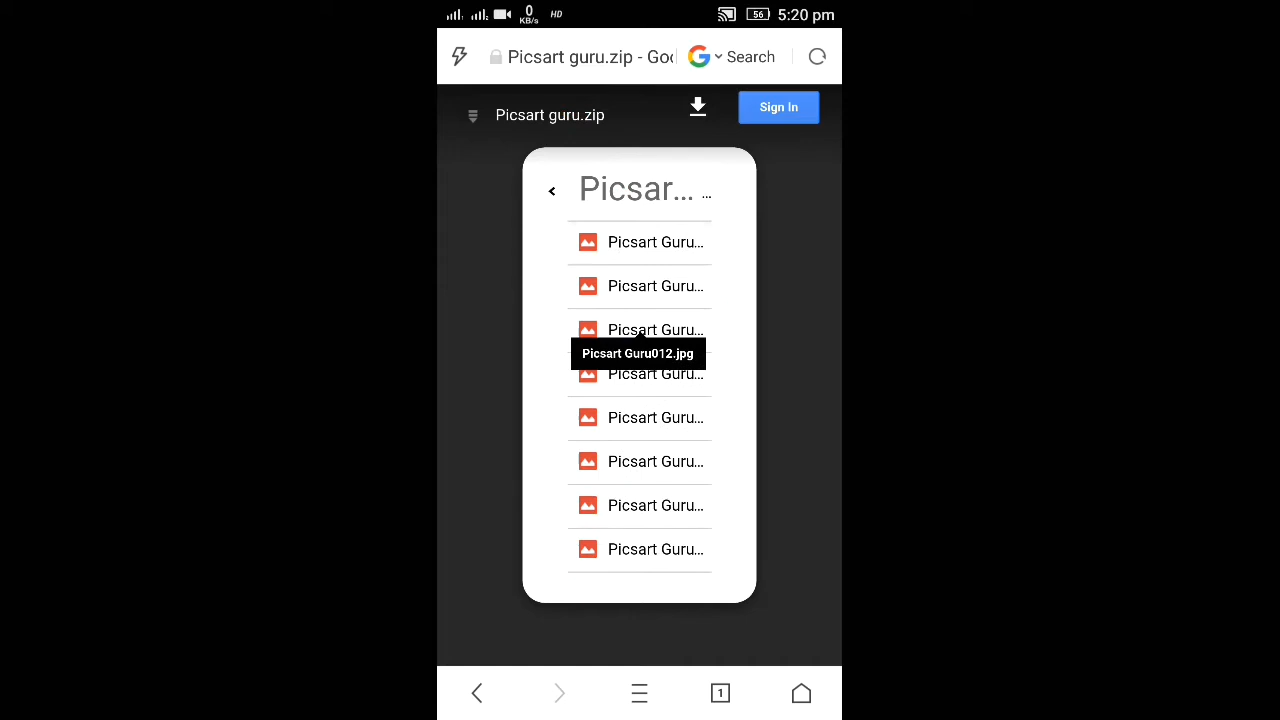 0
KB/s
HD
56
5:20 pm
Picsart guru.zip - Goo
Search
Picsart guru.zip
Sign In
Picsar... ...
Picsart Guru...
Picsart Guru...
Picsart Guru...
Picsart Guru012.jpg
Picsart Guru...
Picsart Guru...
Picsart Guru...
Picsart Guru...
Picsart Guru...
1